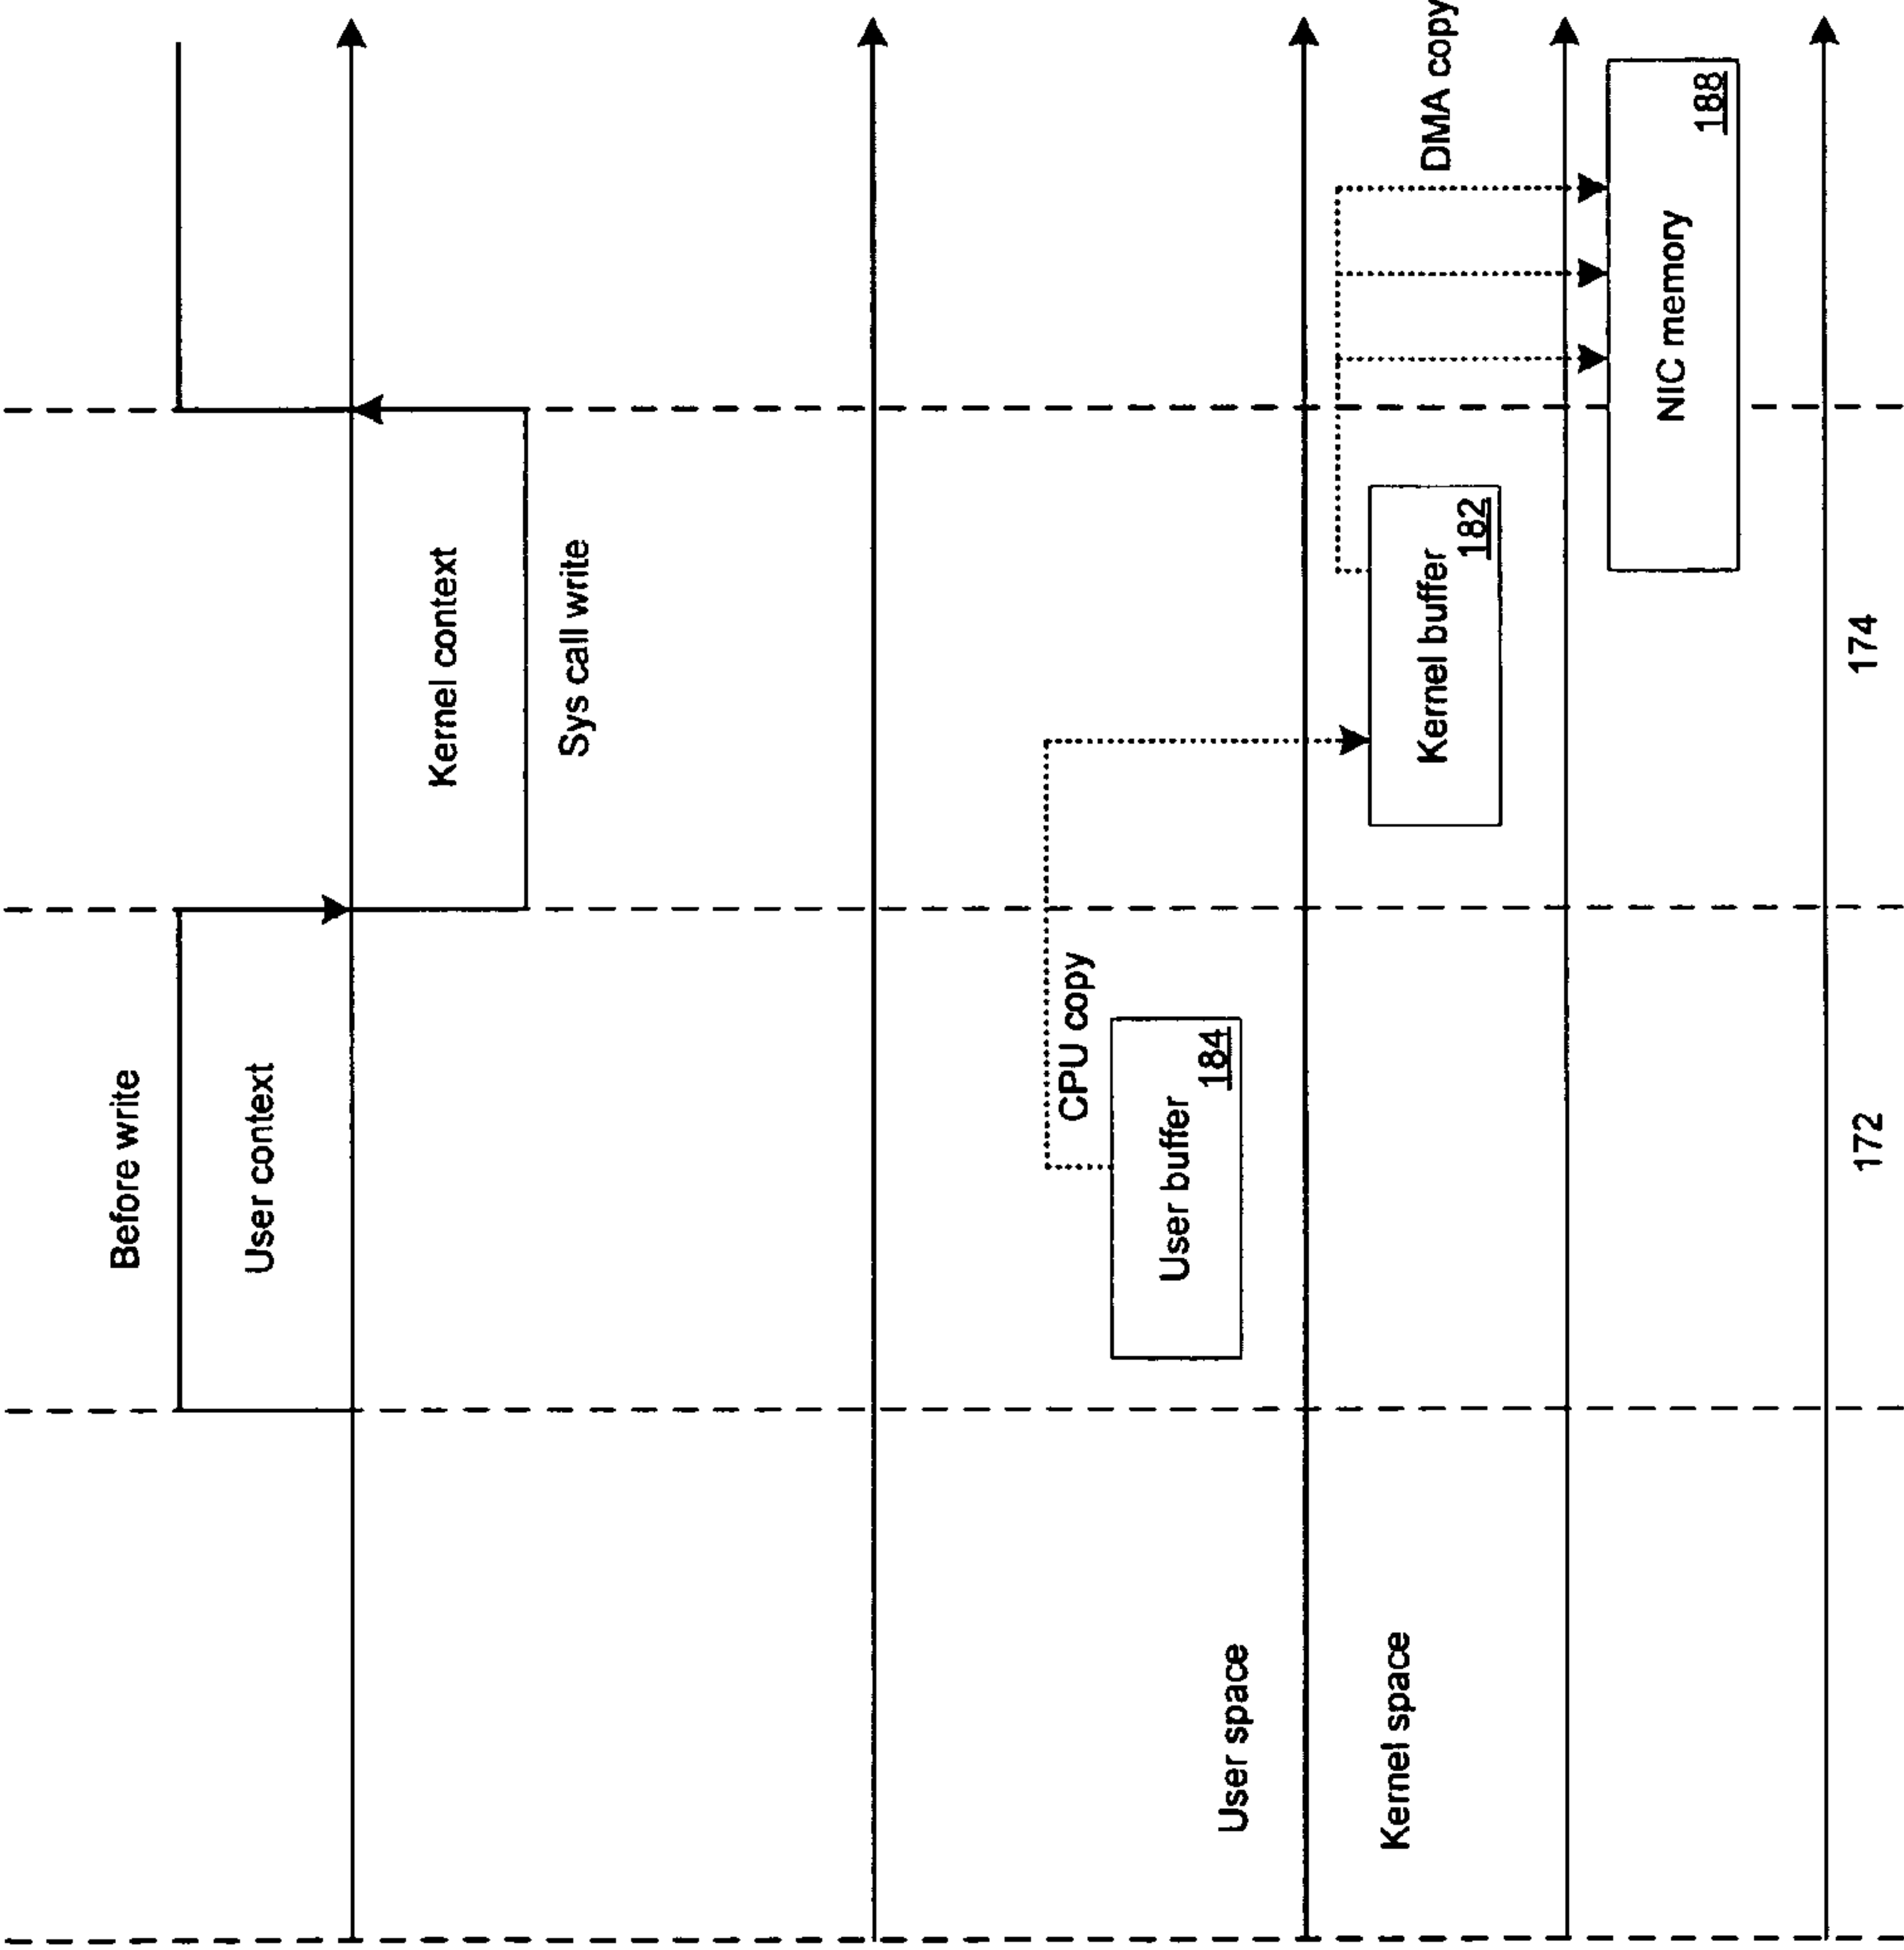 Before write
User context
Kernel context
Sys call write
CPU copy
User buffer
184
User space
Kernel space
Kernel buffer
182
DMA copy
NIC memory
188
172
174